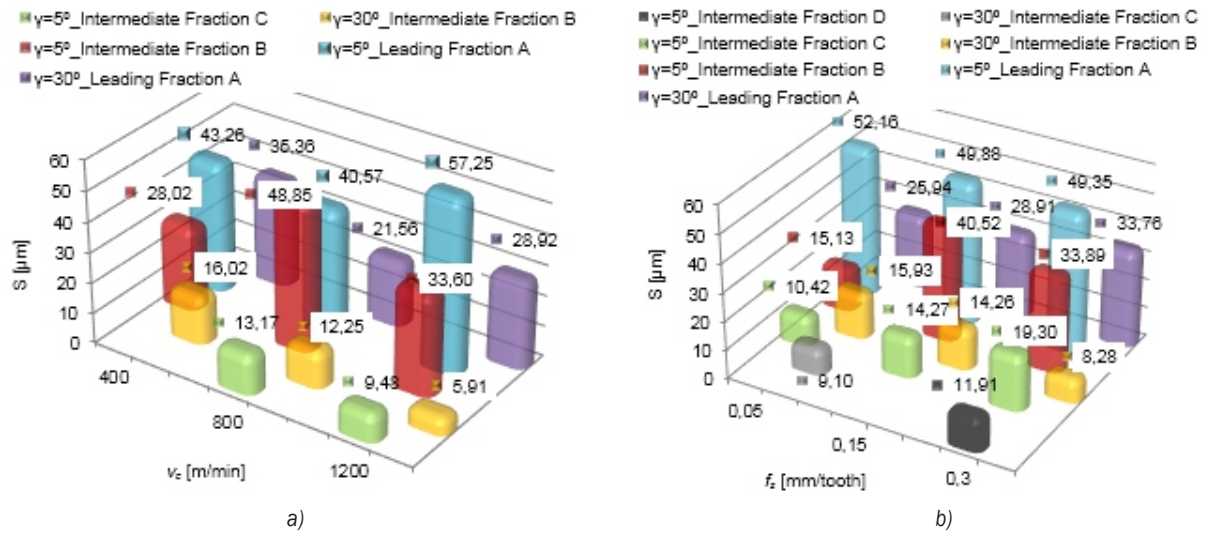 γ=5º_Intermediate Fraction C γ=30º_Intermediate Fraction B
γ=5º_Intermediate Fraction B γ=5º_Leading Fraction A
γ=30º_Leading Fraction A
43,26 35,36 57,25
28,02 48,85 40,57
16,02 21,56 28,92
13,17 12,25 33,60
9,43 5,91
S [µm]
60
50
40
30
20
10
0
400
800
1200
vc [m/min]
a)
γ=5º_Intermediate Fraction D γ=30º_Intermediate Fraction C
γ=5º_Intermediate Fraction C γ=30º_Intermediate Fraction B
γ=5º_Intermediate Fraction B γ=5º_Leading Fraction A
γ=30º_Leading Fraction A
52,16 49,88 49,35
25,94 28,91 33,76
15,13 40,52 33,89
10,42 15,93 14,26
14,27 19,30 8,28
9,10 11,91
S [µm]
60
50
40
30
20
10
0
0,05
0,15
0,3
fz [mm/tooth]
b)